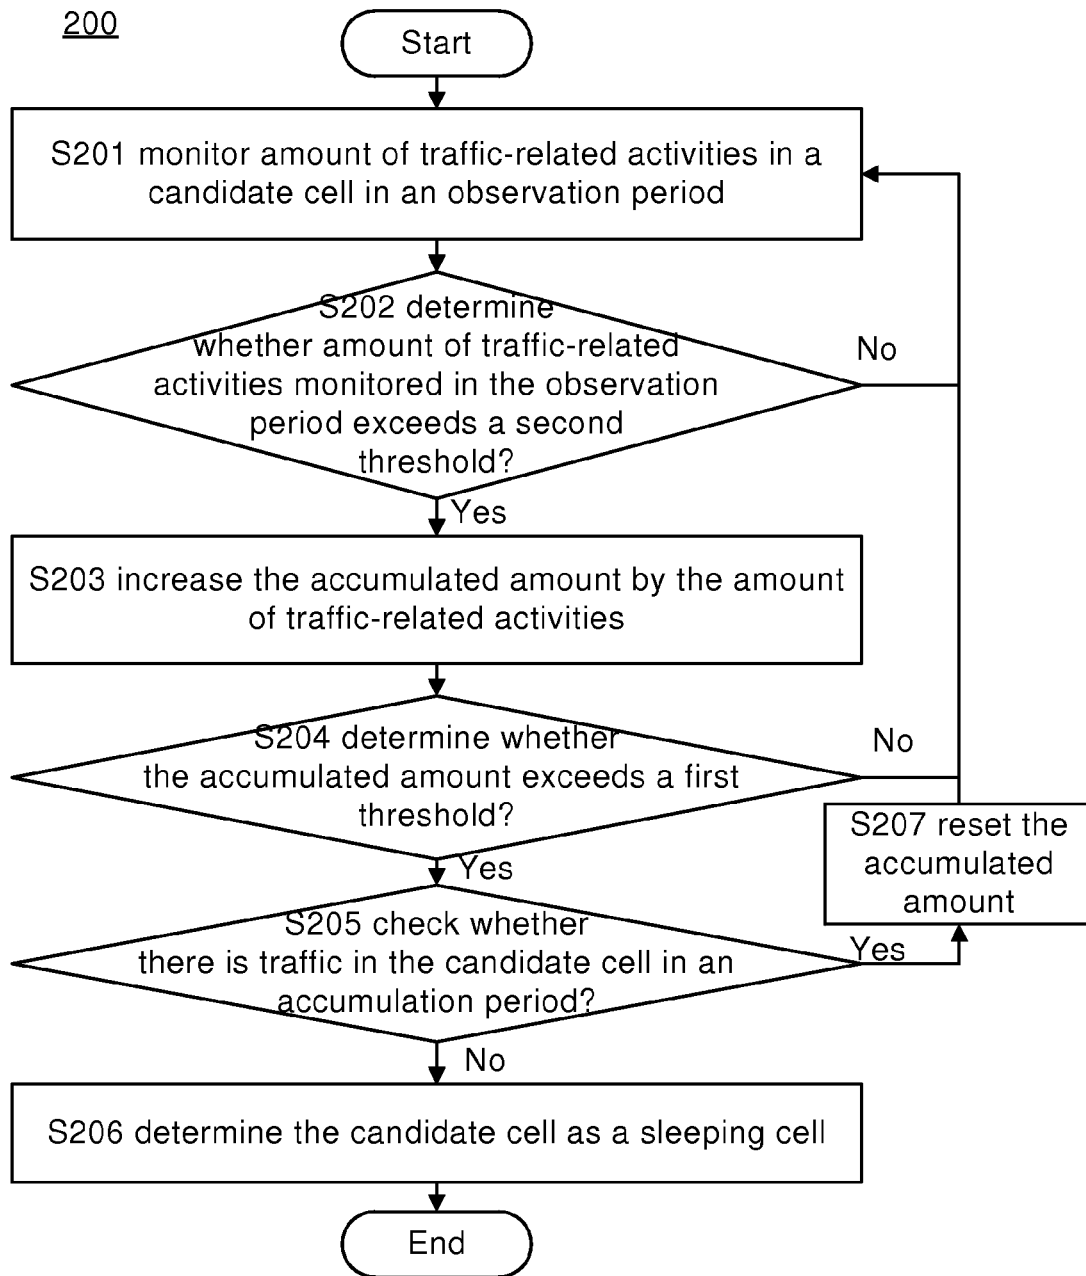 200
Start
S201 monitor amount of traffic-related activities in a
candidate cell in an observation period
S202 determine
whether amount of traffic-related
activities monitored in the observation
period exceeds a second
threshold?
No
Yes
S203 increase the accumulated amount by the amount
of traffic-related activities
S204 determine whether
the accumulated amount exceeds a first
threshold?
No
Yes
S207 reset the
accumulated
amount
S205 check whether
there is traffic in the candidate cell in an
accumulation period?
Yes
No
S206 determine the candidate cell as a sleeping cell
End